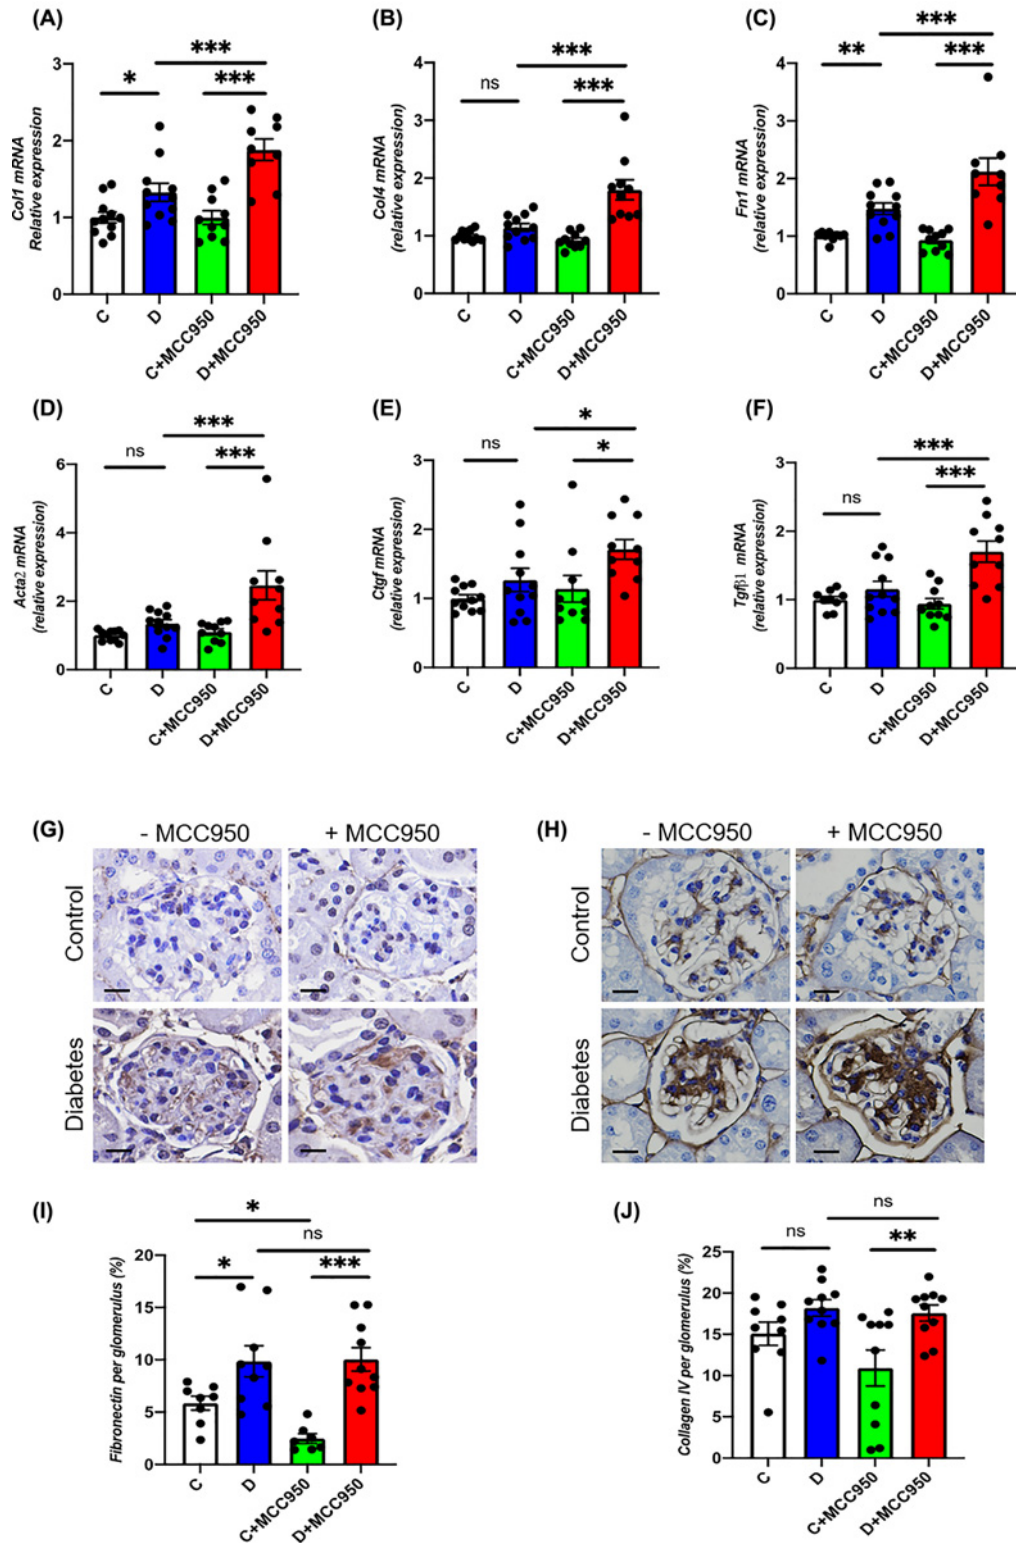 (A)
Col1 mRNA
Relative expression)
3
2
1
0
*
***
***
C
D
C+MCC950
D+MCC950
(B)
Col4 mRNA
(relative expression)
4
3
2
1
0
ns
***
***
C
D
C+MCC950
D+MCC950
(C)
Fn1 mRNA
(relative expression)
4
3
2
1
0
**
***
***
C
D
C+MCC950
D+MCC950
(D)
Acta2 mRNA
(relative expression)
6
4
2
0
ns
***
***
C
D
C+MCC950
D+MCC950
(E)
Ctgf mRNA
(relative expression)
3
2
1
0
ns
*
*
C
D
C+MCC950
D+MCC950
(F)
Tgfβ1 mRNA
(relative expression)
3
2
1
0
ns
***
***
C
D
C+MCC950
D+MCC950
(G)
- MCC950
+ MCC950
Control
Diabetes
(H)
- MCC950
+ MCC950
Control
Diabetes
(I)
Fibronectin per glomerulus (%)
20
15
10
5
0
*
*
ns
***
C
D
C+MCC950
D+MCC950
(J)
Collagen IV per glomerulus (%)
25
20
15
10
5
0
ns
ns
**
C
D
C+MCC950
D+MCC950